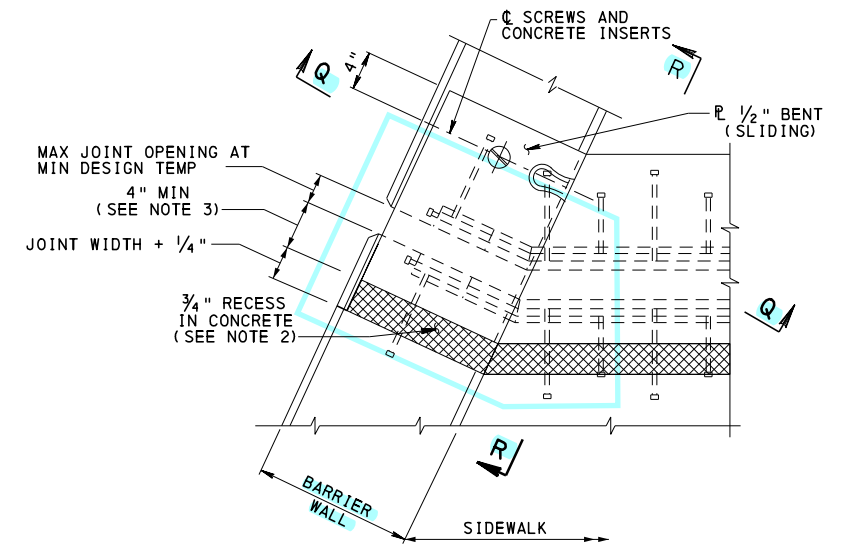 ℄ SCREWS AND
CONCRETE INSERTS
4"
Q
R
℄ 1/2" BENT
(SLIDING)
MAX JOINT OPENING AT
MIN DESIGN TEMP
4" MIN
(SEE NOTE 3)
JOINT WIDTH + 1/4"
3/4" RECESS
IN CONCRETE
(SEE NOTE 2)
Q
R
BARRIER
WALL
SIDEWALK